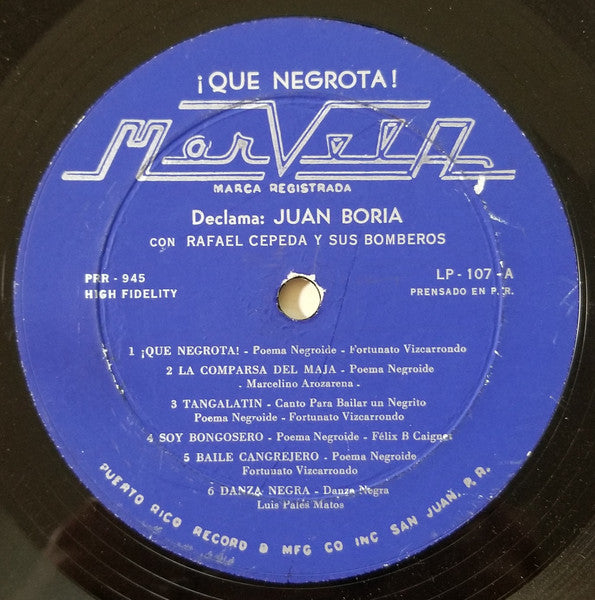 ¡QUE NEGROTA!
MarVela
MARCA REGISTRADA
Declama: JUAN BORIA
CON RAFAEL CEPEDA Y SUS BOMBEROS
PRR - 945
HIGH FIDELITY
LP - 107 - A
PRENSADO EN P. R.
1 ¡QUE NEGROTA! - Poema Negroide - Fortunato Vizcarrondo
2 LA COMPARSA DEL MAJA - Poema Negroide
- Marcelino Arozarena -
3 TANGALATIN - Canto Para Bailar un Negrito
Poema Negroide - Fortunato Vizcarrondo
4 SOY BONGOSERO - Poema Negroide - Félix B Caignet
5 BAILE CANGREJERO - Poema Negroide
Fortunato Vizcarrondo
6 DANZA NEGRA - Danza Negra
Luis Pales Matos
PUERTO RICO RECORD & MFG CO INC SAN JUAN, P.R.